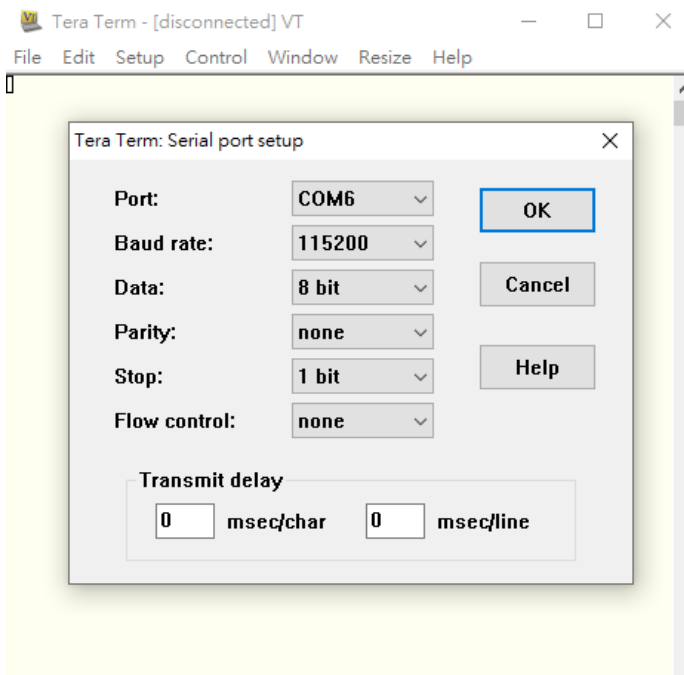 Tera Term - [disconnected] VT
File Edit Setup Control Window Resize Help
Tera Term: Serial port setup
Port: COM6
OK
Baud rate: 115200
Data: 8 bit
Cancel
Parity: none
Stop: 1 bit
Help
Flow control: none
Transmit delay
0 msec/char 0 msec/line